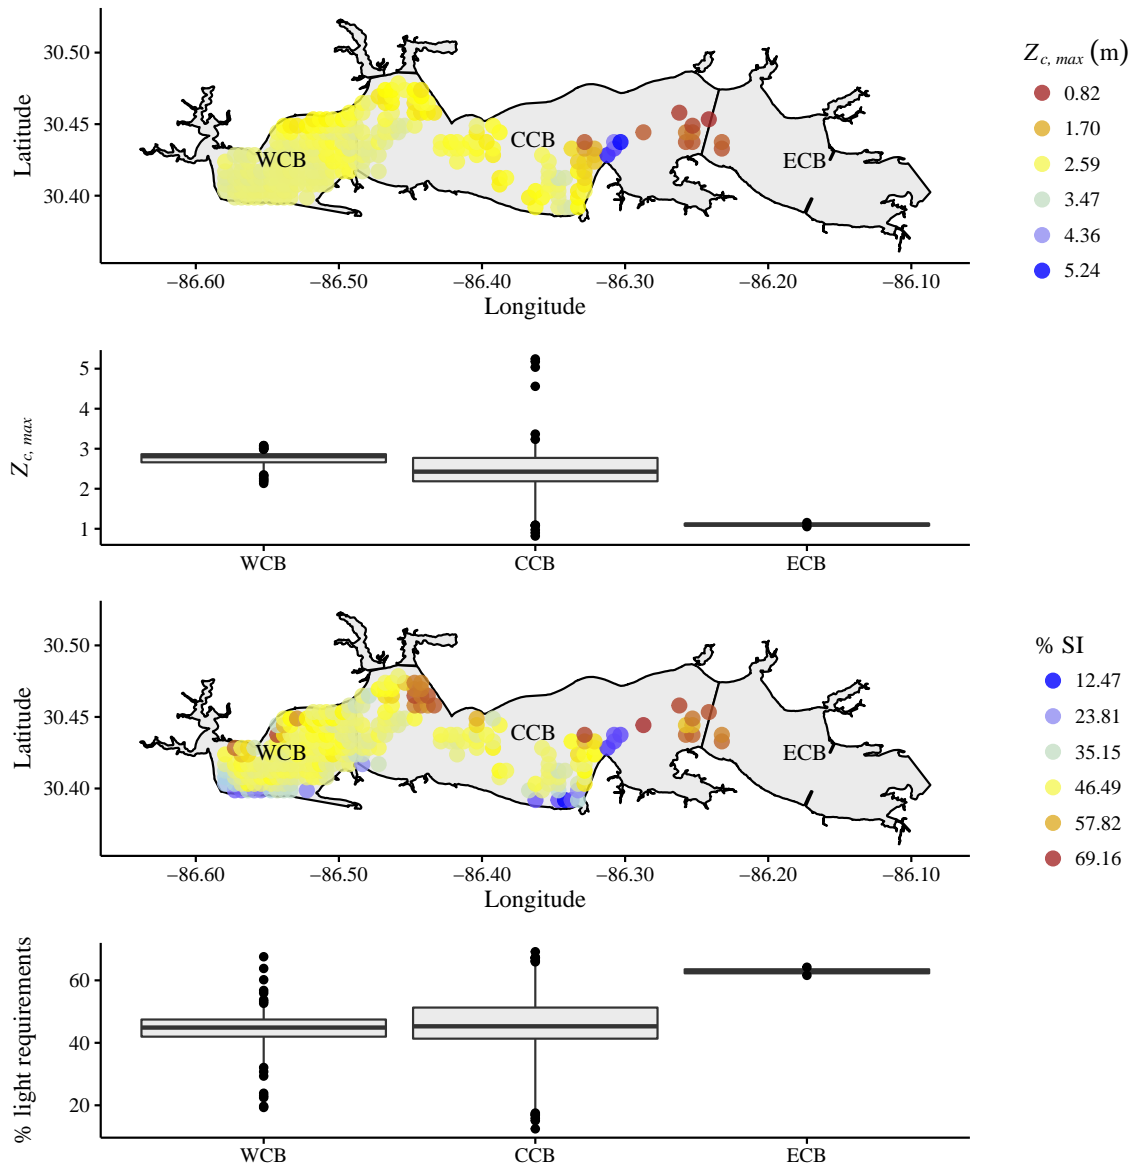 Z c, max (m)
0.82
1.70
2.59
3.47
4.36
5.24
Latitude
30.50
30.45
30.40
WCB
CCB
ECB
−86.60 −86.50 −86.40 −86.30 −86.20 −86.10
Longitude
Z c, max
5
4
3
2
1
WCB CCB ECB
% SI
12.47
23.81
35.15
46.49
57.82
69.16
Latitude
30.50
30.45
30.40
WCB
CCB
ECB
−86.60 −86.50 −86.40 −86.30 −86.20 −86.10
Longitude
% light requirements
60
40
20
WCB CCB ECB